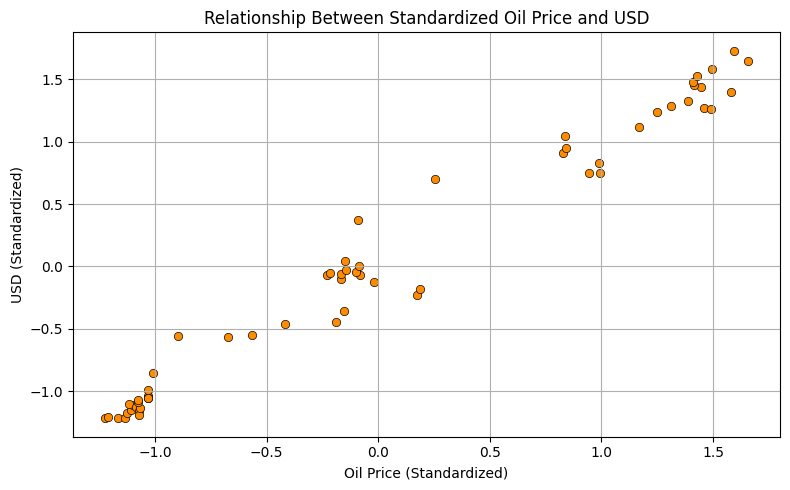 Relationship Between Standardized Oil Price and USD
USD (Standardized)
1.5
1.0
0.5
0.0
−0.5
−1.0
−1.0 −0.5 0.0 0.5 1.0 1.5
Oil Price (Standardized)